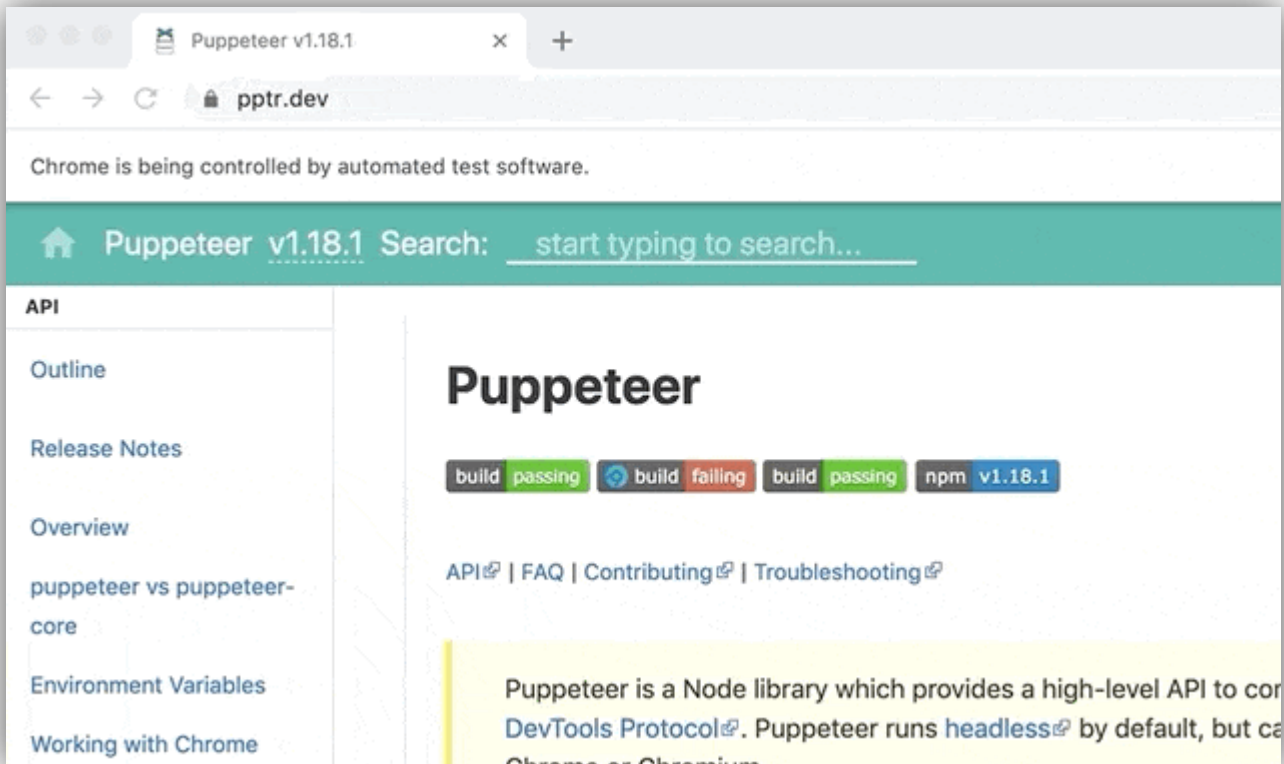 Puppeteer v1.18.1
pptr.dev
Chrome is being controlled by automated test software.
Puppeteer v1.18.1 Search: start typing to search...
API
Outline
Release Notes
Overview
puppeteer vs puppeteer-
core
Environment Variables
Working with Chrome
Puppeteer
build passing build failing build passing npm v1.18.1
API | FAQ | Contributing | Troubleshooting
Puppeteer is a Node library which provides a high-level API to
DevTools Protocol. Puppeteer runs headless by default, but
Chrome or Chromium.